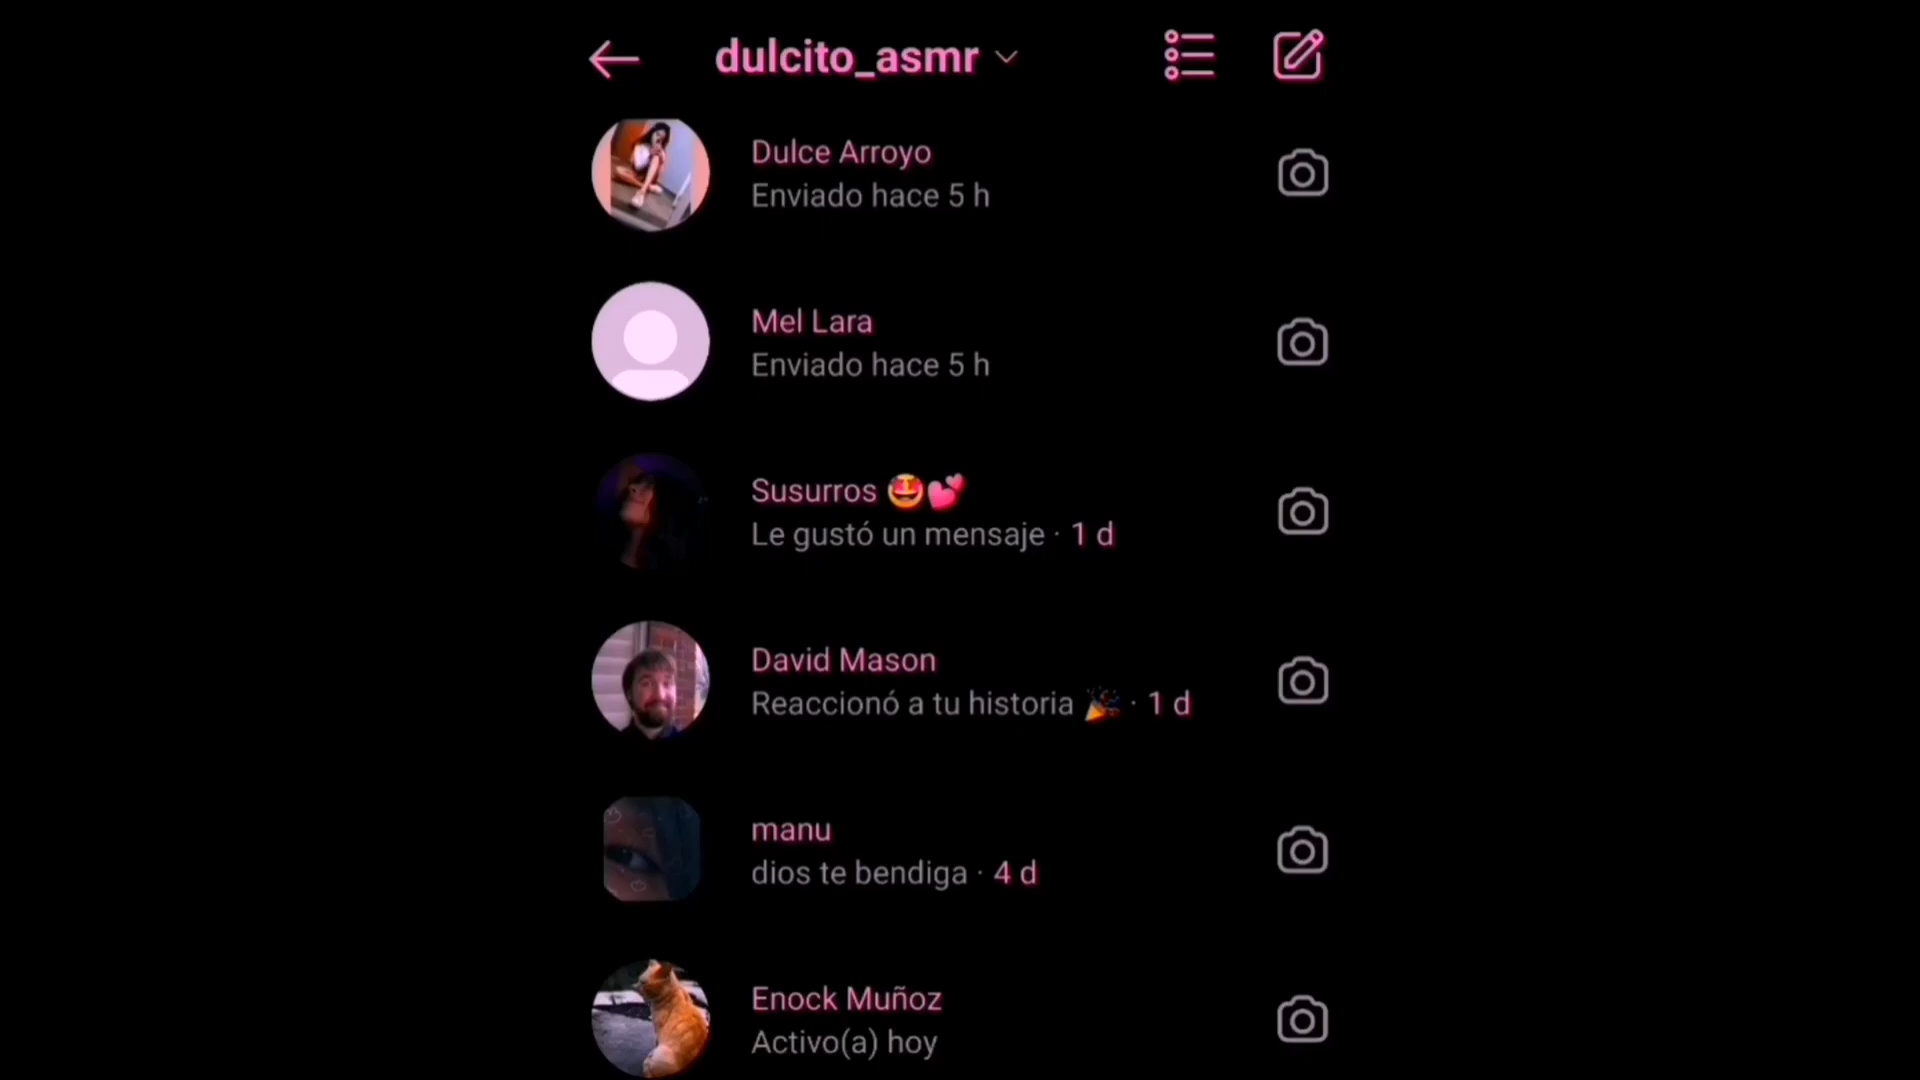 dulcito_asmr
Dulce Arroyo
Enviado hace 5 h
Mel Lara
Enviado hace 5 h
Susurros 🤩💕
Le gustó un mensaje · 1 d
David Mason
Reaccionó a tu historia 🎉 · 1 d
manu
dios te bendiga · 4 d
Enock Muñoz
Activo(a) hoy